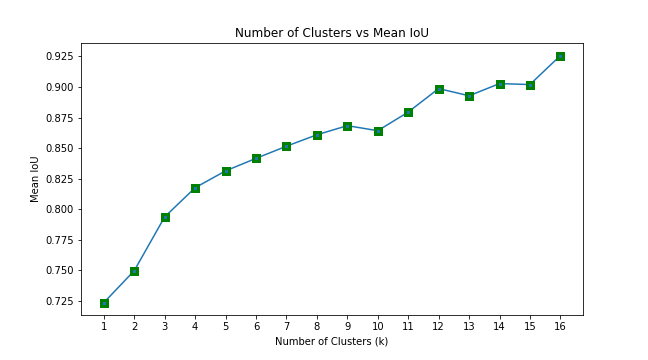 Number of Clusters vs Mean IoU
0.925
0.900
0.875
0.850
0.825
0.800
0.775
0.750
0.725
Mean IoU
1 2 3 4 5 6 7 8 9 10 11 12 13 14 15 16
Number of Clusters (k)